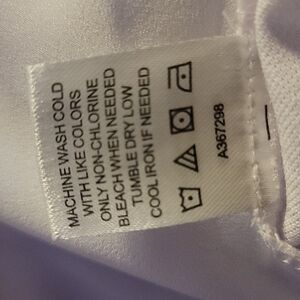 MACHINE WASH COLD
WITH LIKE COLORS
ONLY NON-CHLORINE
BLEACH WHEN NEEDED
TUMBLE DRY LOW
COOL IRON IF NEEDED
A367298